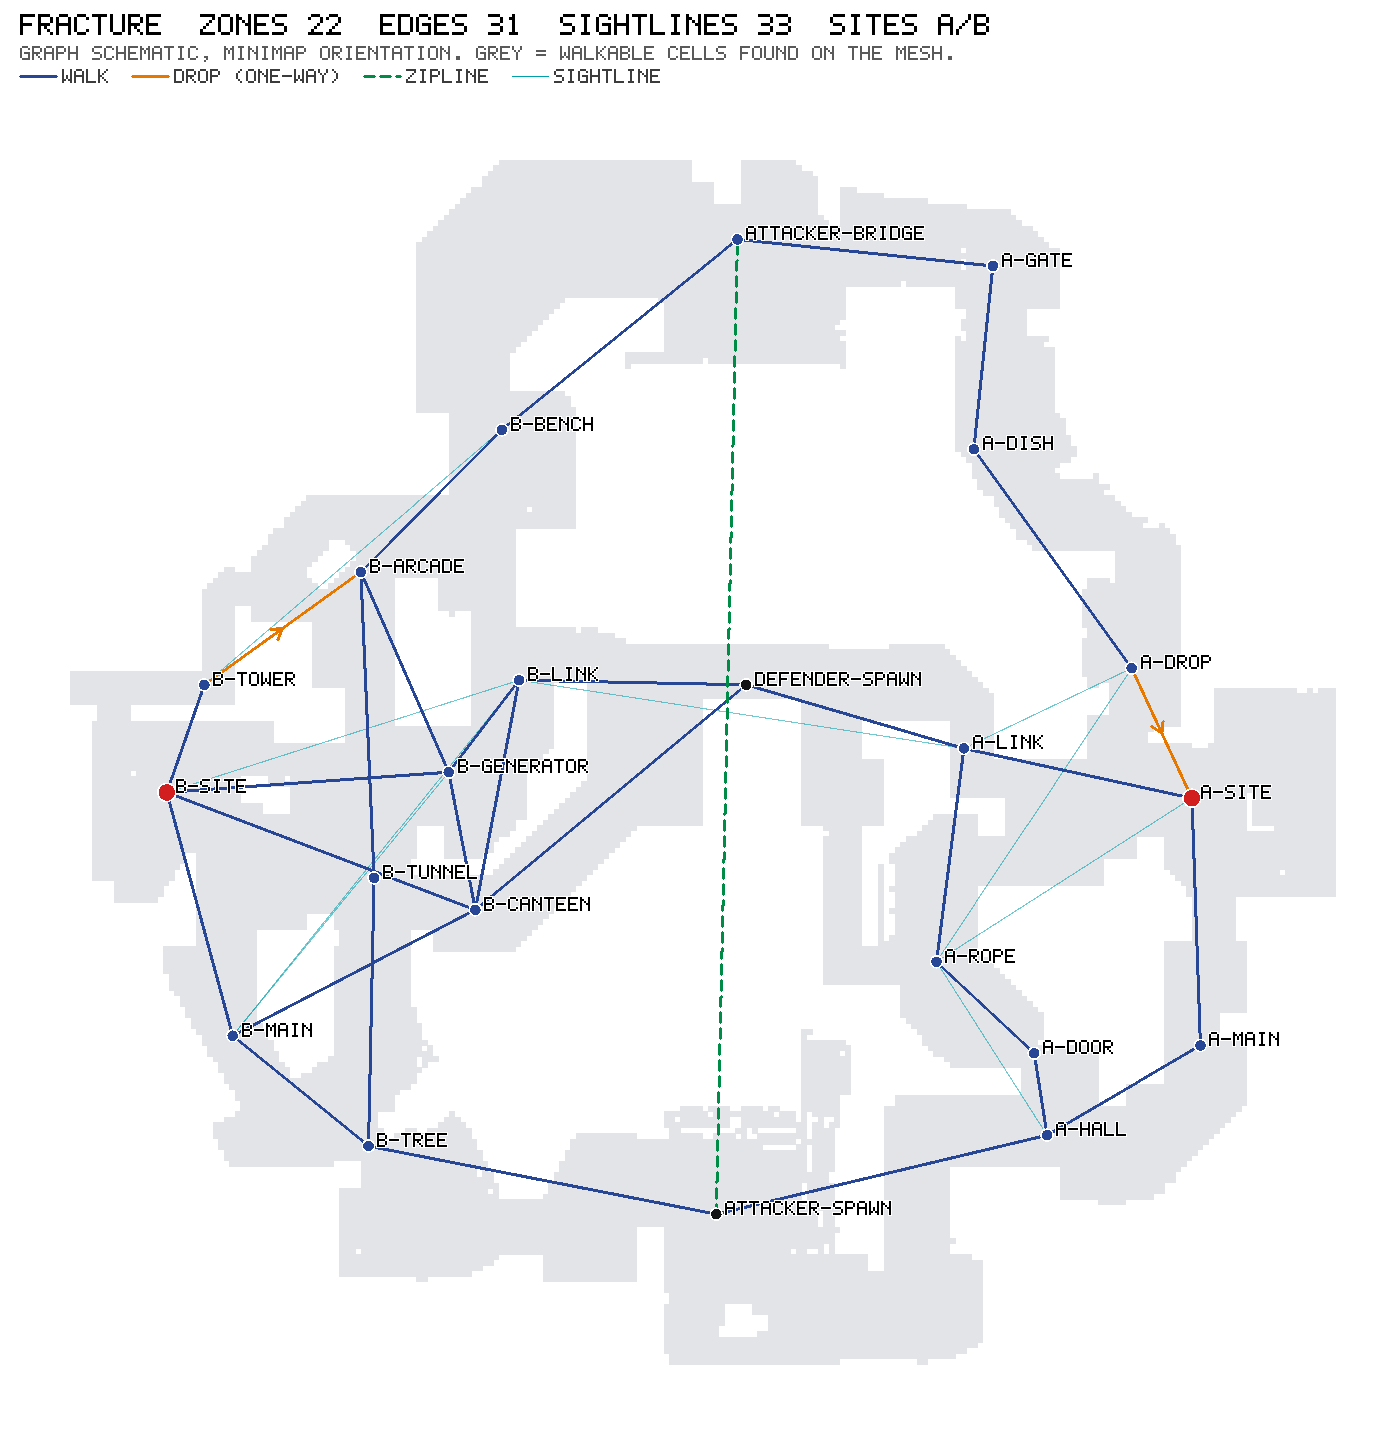 FRACTURE  ZONES 22  EDGES 31  SIGHTLINES 33  SITES A/B
GRAPH SCHEMATIC, MINIMAP ORIENTATION. GREY = WALKABLE CELLS FOUND ON THE MESH.
WALK  DROP (ONE-WAY)  ZIPLINE  SIGHTLINE
ATTACKER-BRIDGE
A-GATE
B-BENCH
A-DISH
B-ARCADE
A-DROP
B-TOWER
B-LINK
DEFENDER-SPAWN
A-LINK
B-GENERATOR
B-SITE
A-SITE
B-TUNNEL
B-CANTEEN
A-ROPE
B-MAIN
A-DOOR
A-MAIN
B-TREE
A-HALL
ATTACKER-SPAWN